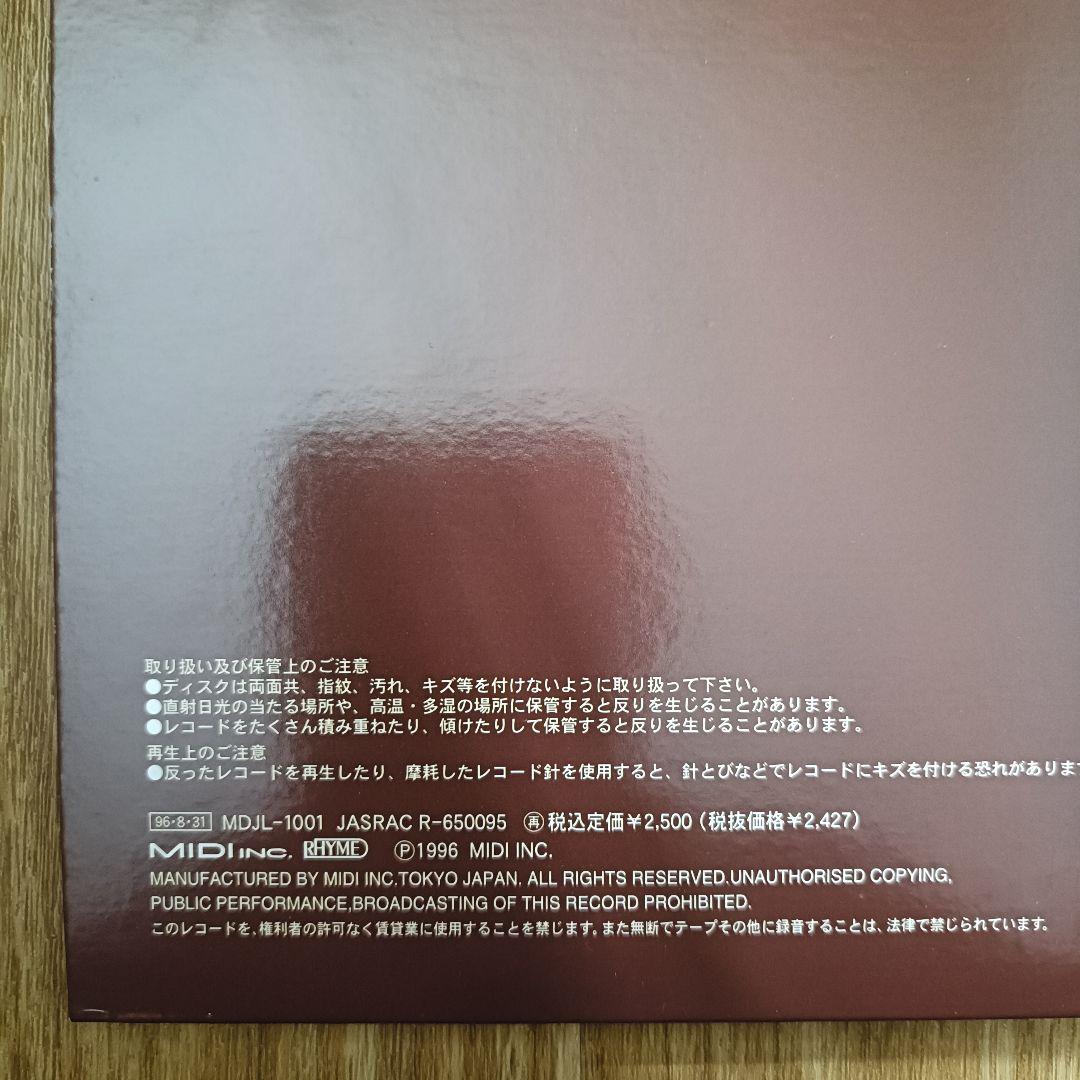 取り扱い及び保管上のご注意
●ディスクは両面共、指紋、汚れ、キズ等を付けないように取り扱って下さい。
●直射日光の当たる場所や、高温・多湿の場所に保管すると反りを生じることがあります。
●レコードをたくさん積み重ねたり、傾けたりして保管すると反りを生じることがあります。
再生上のご注意
●反ったレコードを再生したり、摩耗したレコード針を使用すると、針とびなどでレコードにキズを付ける恐れがありま
96・8・31 MDJL-1001 JASRAC R-650095 ㊢税込定価¥2,500 (税抜価格¥2,427)
MIDI INC. RHYME Ⓟ1996 MIDI INC.
MANUFACTURED BY MIDI INC.TOKYO JAPAN. ALL RIGHTS RESERVED.UNAUTHORISED COPYING,
PUBLIC PERFORMANCE,BROADCASTING OF THIS RECORD PROHIBITED.
このレコードを、権利者の許可なく賃貸業に使用することを禁じます。また無断でテープその他に録音することは、法律で禁じられています。